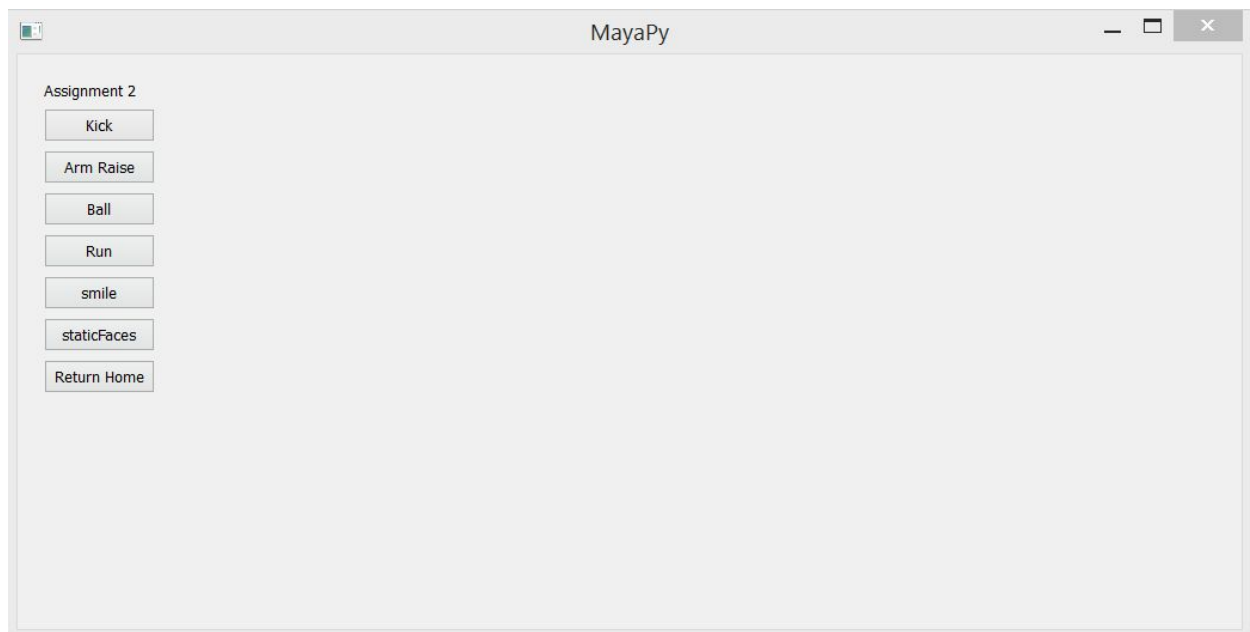 MayaPy
Assignment 2
Kick
Arm Raise
Ball
Run
smile
staticFaces
Return Home